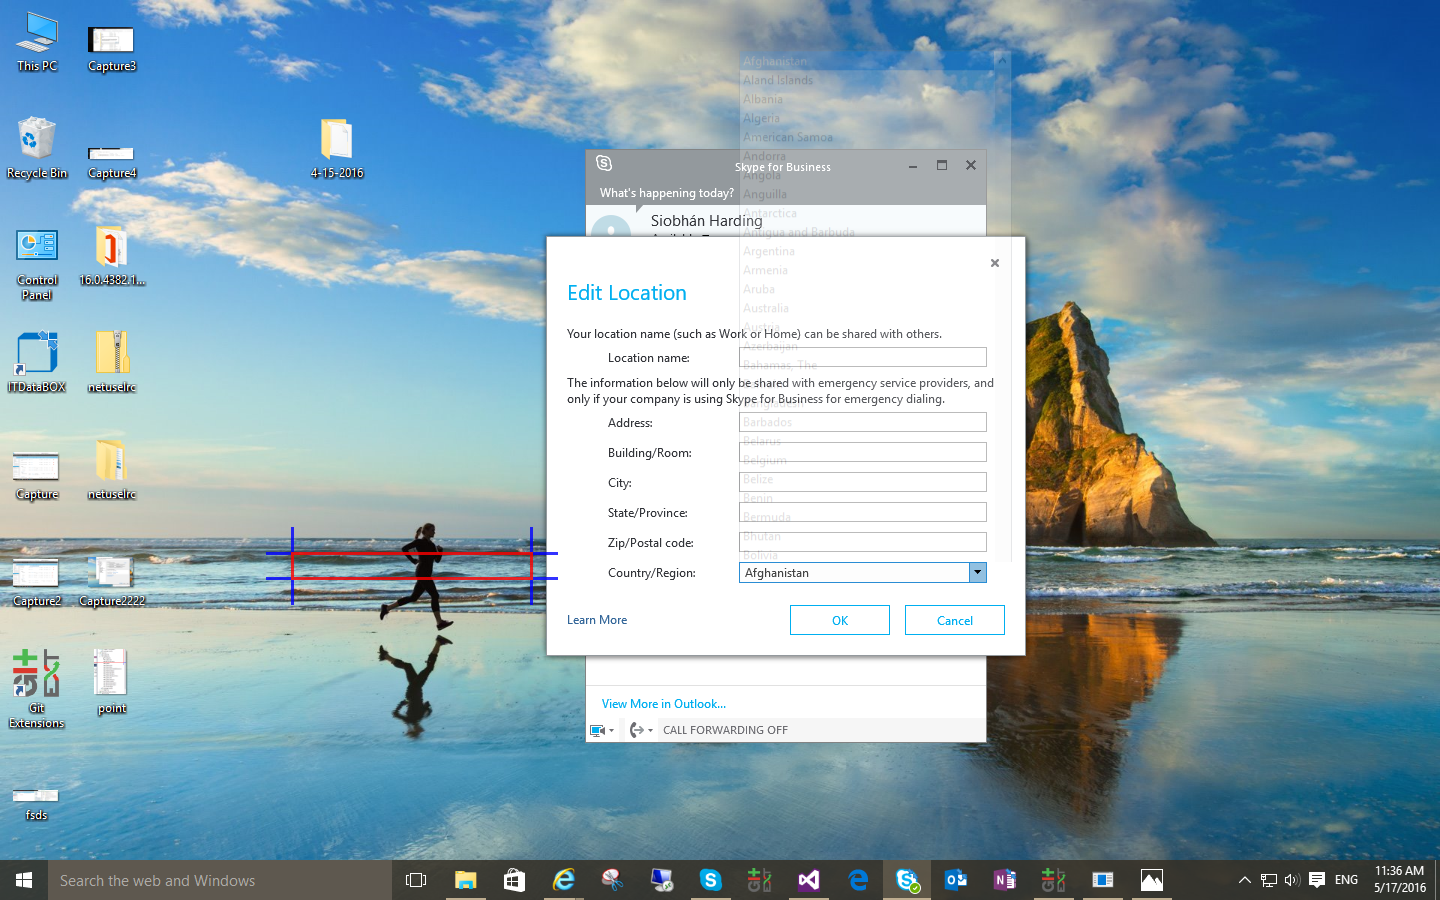 This PC
Capture3
Recycle Bin
Capture4
4-15-2016
Control Panel
16.0.4382.1...
ITDataBOX
netuselrc
Capture
netuselrc
Capture2
Capture2222
Git Extensions
point
fsds
Skype for Business
What's happening today?
Siobhán Harding
Edit Location
Your location name (such as Work or Home) can be shared with others.
Location name:
The information below will only be shared with emergency service providers, and
only if your company is using Skype for Business for emergency dialing.
Address:
Building/Room:
City:
State/Province:
Zip/Postal code:
Country/Region:
Afghanistan
Learn More
OK
Cancel
Afghanistan
Aland Islands
Albania
Algeria
American Samoa
Andorra
Angola
Anguilla
Antarctica
Antigua and Barbuda
Argentina
Armenia
Aruba
Australia
Austria
Azerbaijan
Bahamas, The
Barbados
Belarus
Belgium
Belize
Benin
Bermuda
Bhutan
Bolivia
View More in Outlook...
CALL FORWARDING OFF
Search the web and Windows
ENG
11:36 AM
5/17/2016